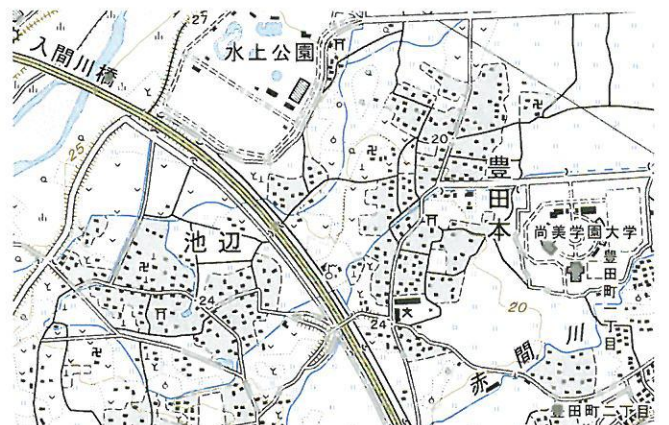 27
水上公園
入間川橋
20
豊田本
25
尚美学園大学
池辺
豊田町一丁目
24
20
24
赤間川
豊田町二丁目